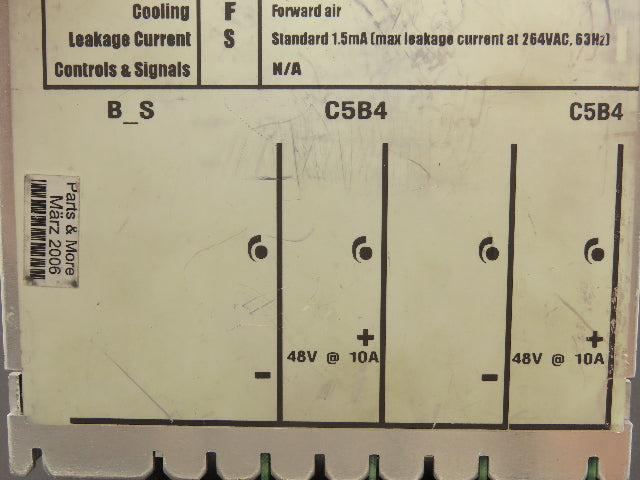 Cooling F Forward air
Leakage Current S Standard 1.5mA (max leakage current at 264VAC, 63Hz)
Controls & Signals N/A
B_S C5B4 C5B4
Parts & More
März 2006
+ +
48V @ 10A 48V @ 10A
- -